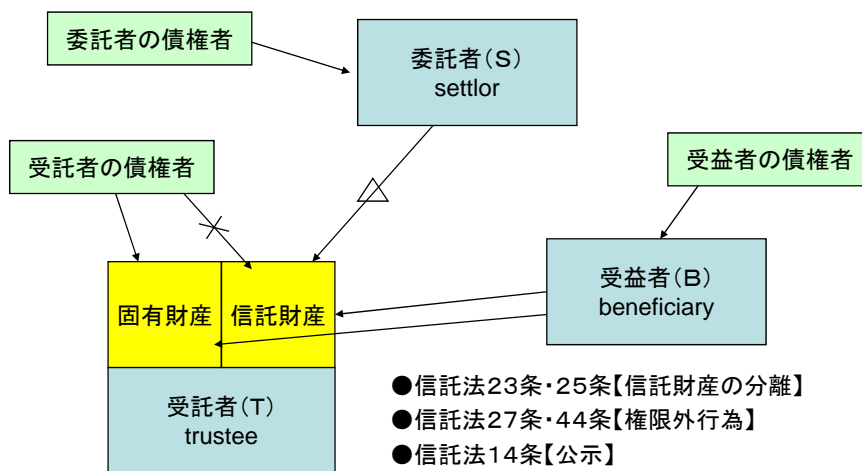 委託者の債権者
委託者(S)
settlor
受託者の債権者
受益者の債権者
固有財産
信託財産
受益者(B)
beneficiary
受託者(T)
trustee
●信託法23条・25条【信託財産の分離】
●信託法27条・44条【権限外行為】
●信託法14条【公示】